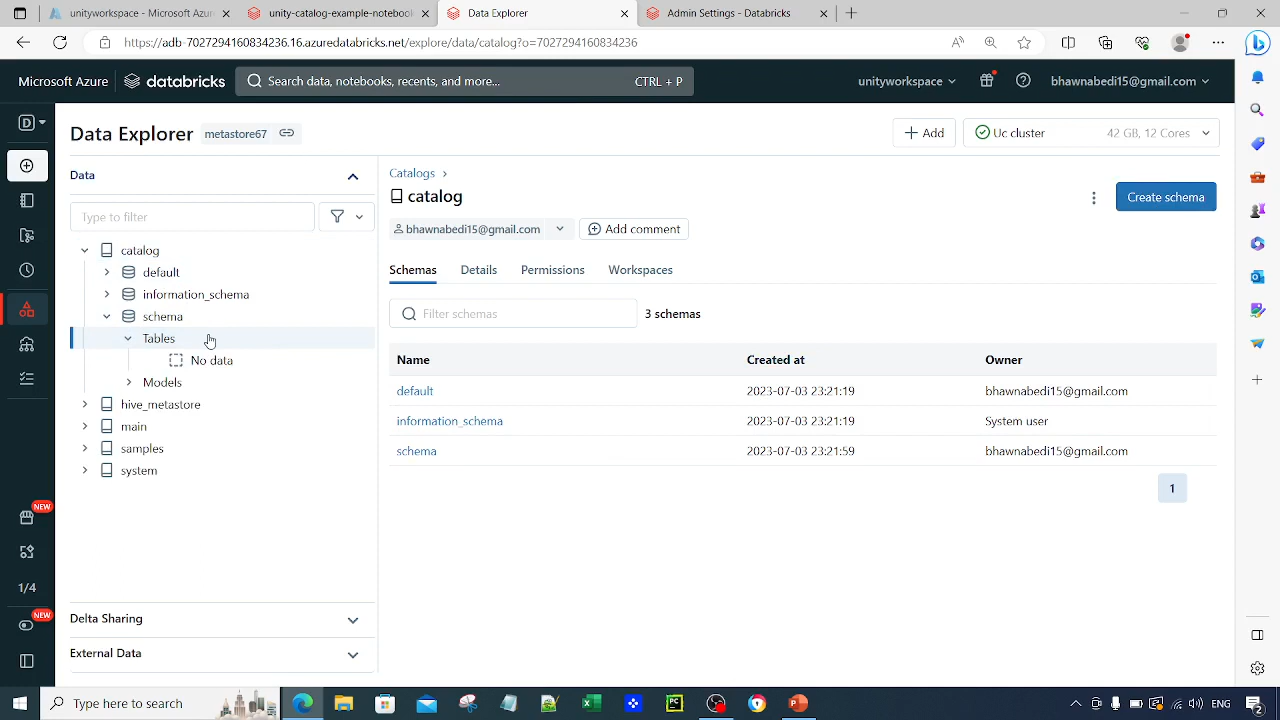 unityworkspace - Microsoft Azur
unity-catalog-example-notebook
Data Explorer
Admin Settings - Databricks
https://adb-7027294160834236.16.azuredatabricks.net/explore/data/catalog?o=7027294160834236
Microsoft Azure
databricks
Search data, notebooks, recents, and more...
CTRL + P
unityworkspace
bhawnabedi15@gmail.com
D
Data Explorer
metastore67
Add
Uc cluster
42 GB, 12 Cores
Data
Type to filter
catalog
default
information_schema
schema
Tables
No data
Models
hive_metastore
main
samples
system
Delta Sharing
External Data
NEW
1/4
NEW
Catalogs ›
catalog
Create schema
bhawnabedi15@gmail.com
Add comment
Schemas
Details
Permissions
Workspaces
Filter schemas
3 schemas
Name
Created at
Owner
default
2023-07-03 23:21:19
bhawnabedi15@gmail.com
information_schema
2023-07-03 23:21:19
System user
schema
2023-07-03 23:21:59
bhawnabedi15@gmail.com
1
Type here to search
PC
ENG
2